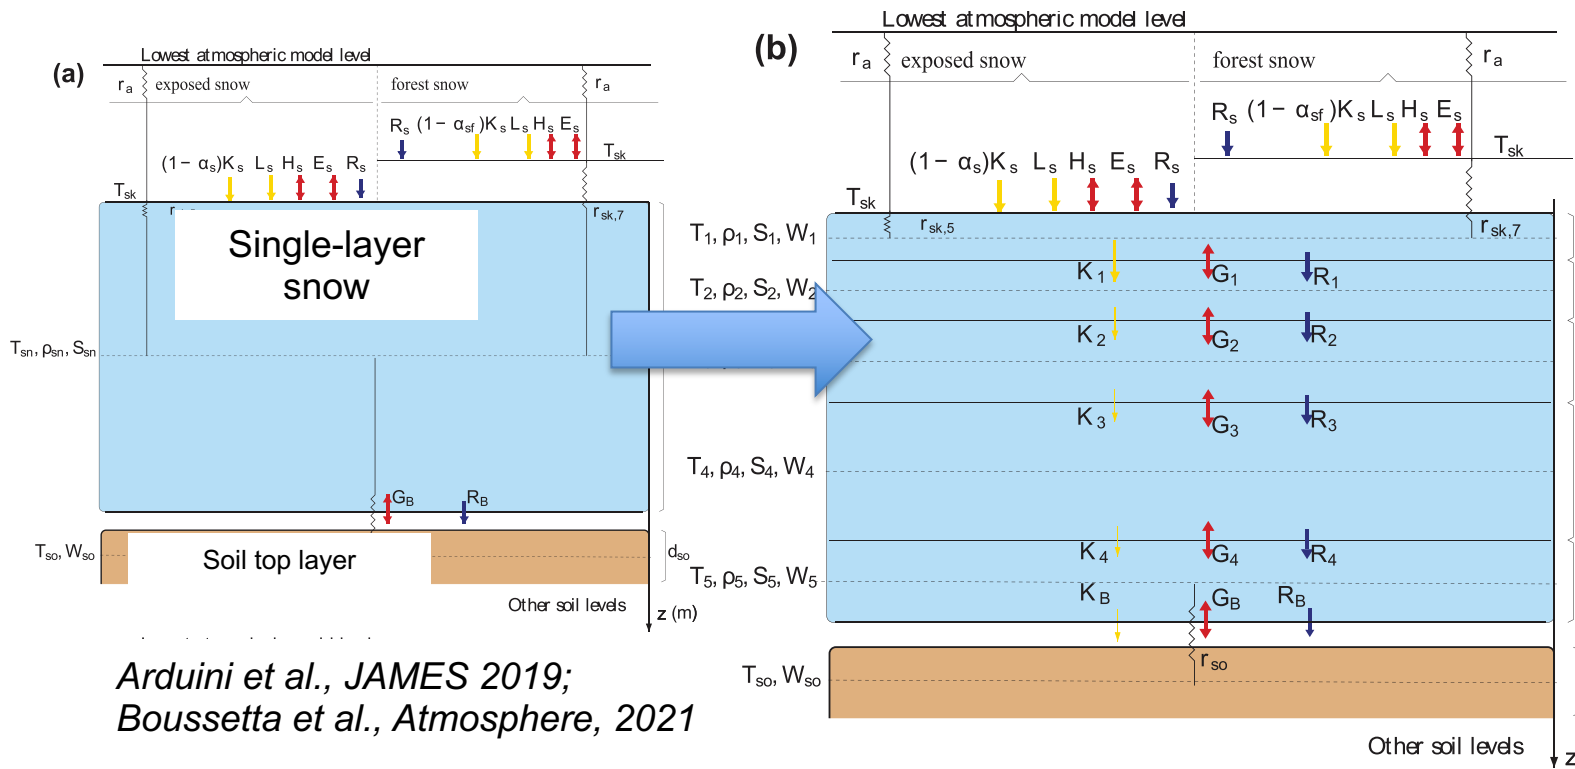 (a)
Lowest atmospheric model level
r_a
exposed snow
forest snow
r_a
R_s (1− α_sf)K_s L_s H_s E_s
T_sk
(1− α_s)K_s L_s H_s E_s R_s
T_sk
r_sk,7
Single-layer
snow
T_sn, ρ_sn, S_sn
G_B
R_B
T_so, W_so
Soil top layer
d_so
Other soil levels
z (m)
Arduini et al., JAMES 2019;
Boussetta et al., Atmosphere, 2021
(b)
Lowest atmospheric model level
r_a
exposed snow
forest snow
r_a
R_s (1− α_sf)K_s L_s H_s E_s
T_sk
(1− α_s)K_s L_s H_s E_s R_s
T_sk
r_sk,5
r_sk,7
T_1, ρ_1, S_1, W_1
K_1 G_1 R_1
T_2, ρ_2, S_2, W_2
K_2 G_2 R_2
K_3 G_3 R_3
T_4, ρ_4, S_4, W_4
K_4 G_4 R_4
T_5, ρ_5, S_5, W_5
K_B G_B R_B
r_so
T_so, W_so
Other soil levels
z